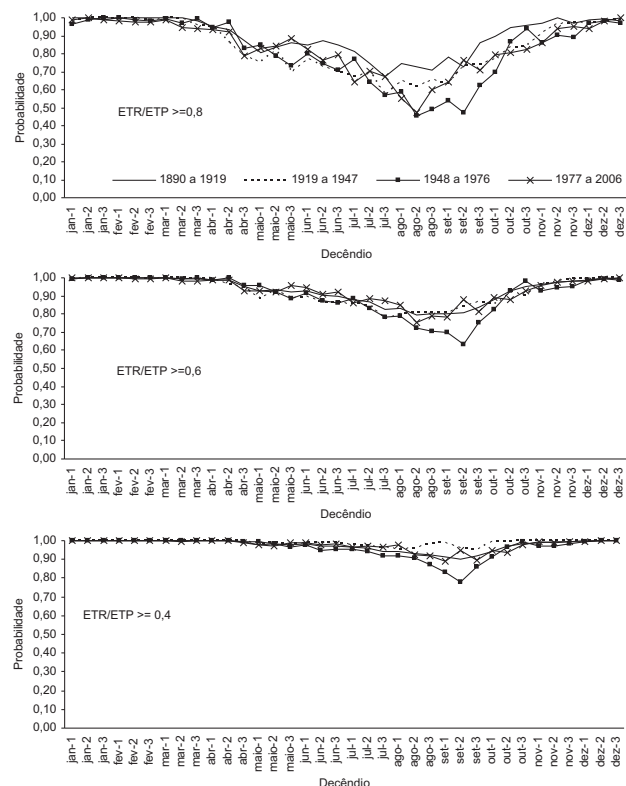 1,00
0,90
0,80
0,70
0,60
0,50
0,40
0,30
0,20
0,10
0,00
Probabilidade
ETR/ETP >=0,8
1890 a 1919 1919 a 1947 1948 a 1976 1977 a 2006
jan-1 jan-2 jan-3 fev-1 fev-2 fev-3 mar-1 mar-2 mar-3 abr-1 abr-2 abr-3 maio-1 maio-2 maio-3 jun-1 jun-2 jun-3 jul-1 jul-2 jul-3 ago-1 ago-2 ago-3 set-1 set-2 set-3 out-1 out-2 out-3 nov-1 nov-2 nov-3 dez-1 dez-2 dez-3
Decêndio
1,00
0,90
0,80
0,70
0,60
0,50
0,40
0,30
0,20
0,10
0,00
Probabilidade
ETR/ETP >=0,6
jan-1 jan-2 jan-3 fev-1 fev-2 fev-3 mar-1 mar-2 mar-3 abr-1 abr-2 abr-3 maio-1 maio-2 maio-3 jun-1 jun-2 jun-3 jul-1 jul-2 jul-3 ago-1 ago-2 ago-3 set-1 set-2 set-3 out-1 out-2 out-3 nov-1 nov-2 nov-3 dez-1 dez-2 dez-3
Decêndio
1,00
0,90
0,80
0,70
0,60
0,50
0,40
0,30
0,20
0,10
0,00
Probabilidade
ETR/ETP >= 0,4
jan-1 jan-2 jan-3 fev-1 fev-2 fev-3 mar-1 mar-2 mar-3 abr-1 abr-2 abr-3 maio-1 maio-2 maio-3 jun-1 jun-2 jun-3 jul-1 jul-2 jul-3 ago-1 ago-2 ago-3 set-1 set-2 set-3 out-1 out-2 out-3 nov-1 nov-2 nov-3 dez-1 dez-2 dez-3
Decêndio